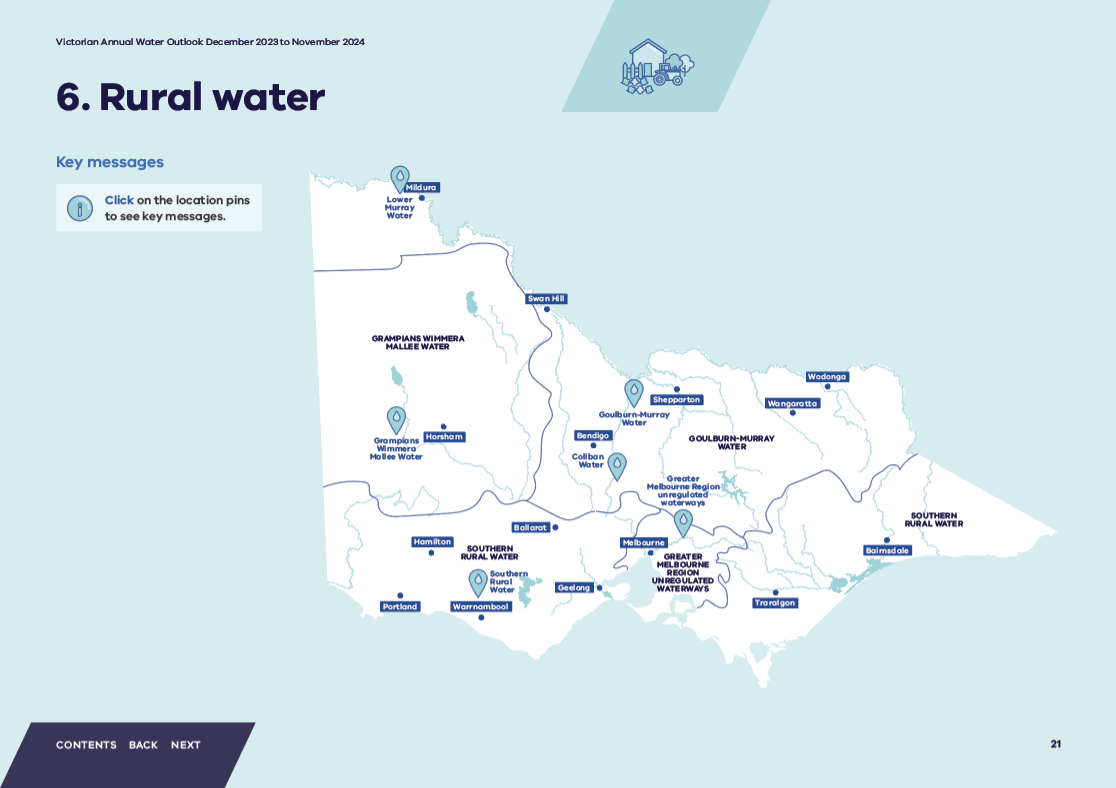 Victorian Annual Water Outlook December 2023 to November 2024
6. Rural water
Key messages
Click on the location pins
to see key messages.
Mildura
Lower
Murray
Water
Swan Hill
GRAMPIANS WIMMERA
MALLEE WATER
Wodonga
Shepparton
Wangaratta
Goulburn-Murray
Water
Grampians
Wimmera
Mallee Water
Horsham
Bendigo
GOULBURN-MURRAY
WATER
Coliban
Water
Greater
Melbourne Region
unregulated
waterways
SOUTHERN
RURAL WATER
Ballarat
Hamilton
Melbourne
Bairnsdale
SOUTHERN
RURAL WATER
GREATER
MELBOURNE
REGION
UNREGULATED
WATERWAYS
Southern
Rural
Water
Geelong
Portland
Warrnambool
Traralgon
CONTENTS BACK NEXT
21